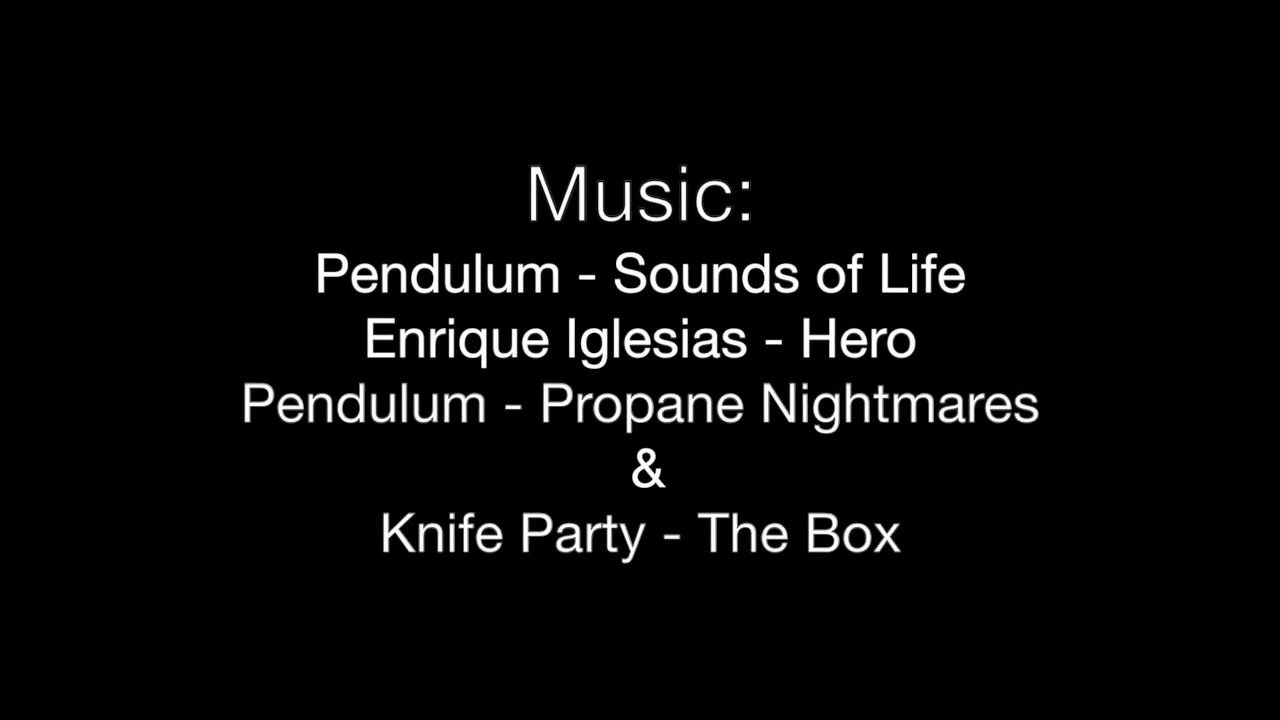 Music:
Pendulum - Sounds of Life
Enrique Iglesias - Hero
Pendulum - Propane Nightmares
&
Knife Party - The Box